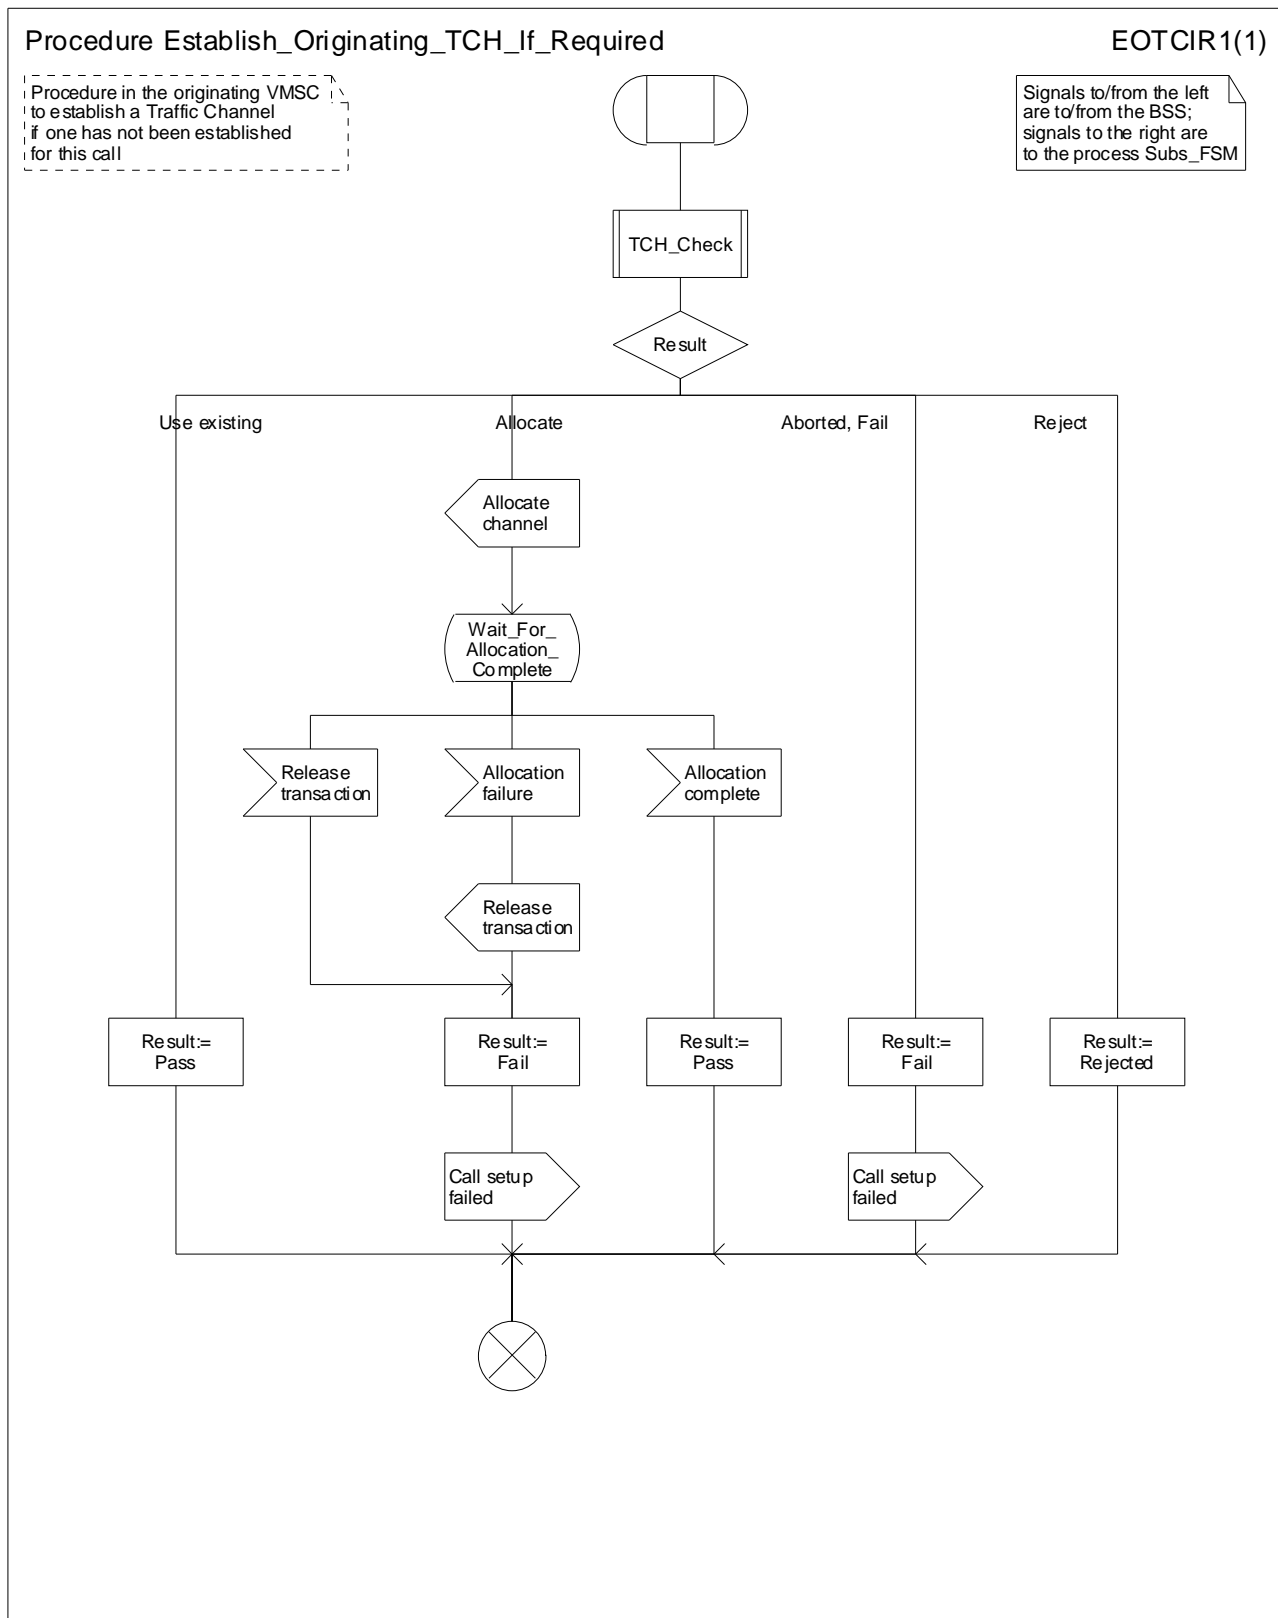 Procedure Establish_Originating_TCH_If_Required
EOTCIR1(1)
Procedure in the originating VMSC
to establish a Traffic Channel
if one has not been established
for this call
Signals to/from the left
are to/from the BSS;
signals to the right are
to the process Subs_FSM
TCH_Check
Result
Use existing
Allocate
Aborted, Fail
Reject
Allocate
channel
Wait_For_
Allocation_
Complete
Release
transaction
Allocation
failure
Allocation
complete
Release
transaction
Result:=
Pass
Result:=
Fail
Result:=
Pass
Result:=
Fail
Result:=
Rejected
Call setup
failed
Call setup
failed